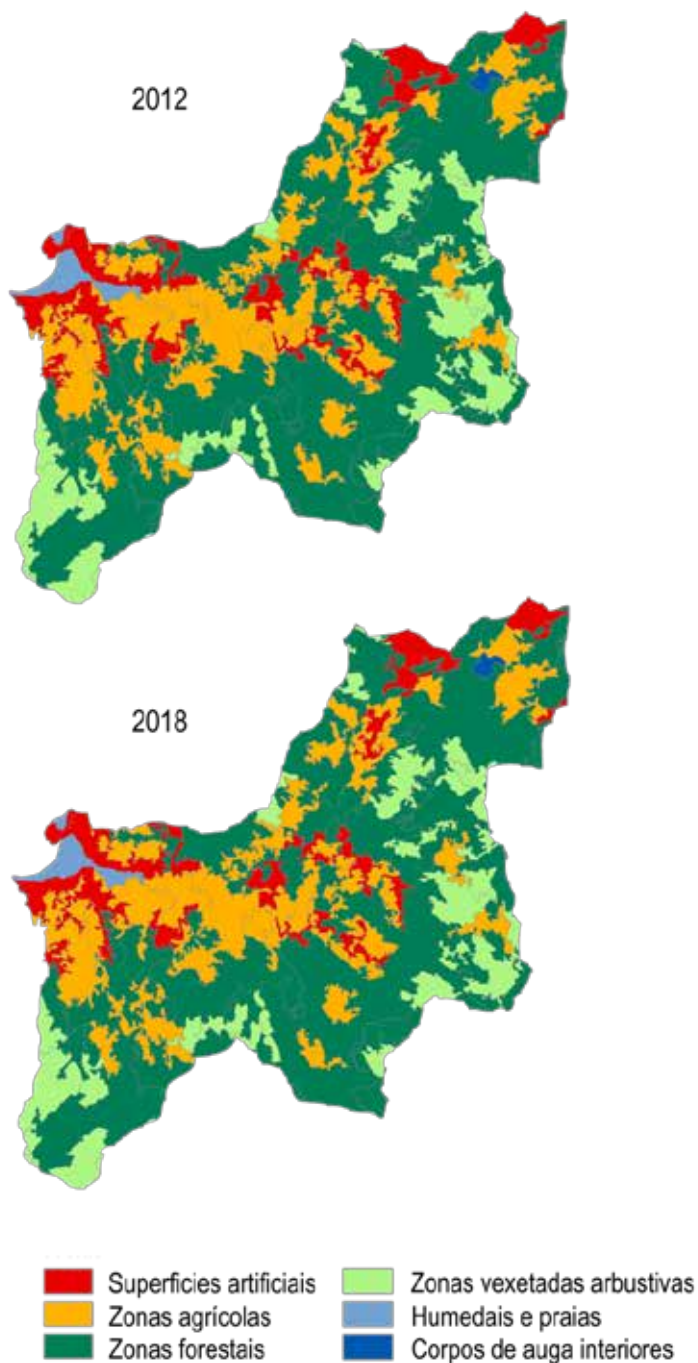 2012
2018
Superficies artificiais
Zonas agrícolas
Zonas forestais
Zonas vexetadas arbustivas
Humedais e praias
Corpos de auga interiores